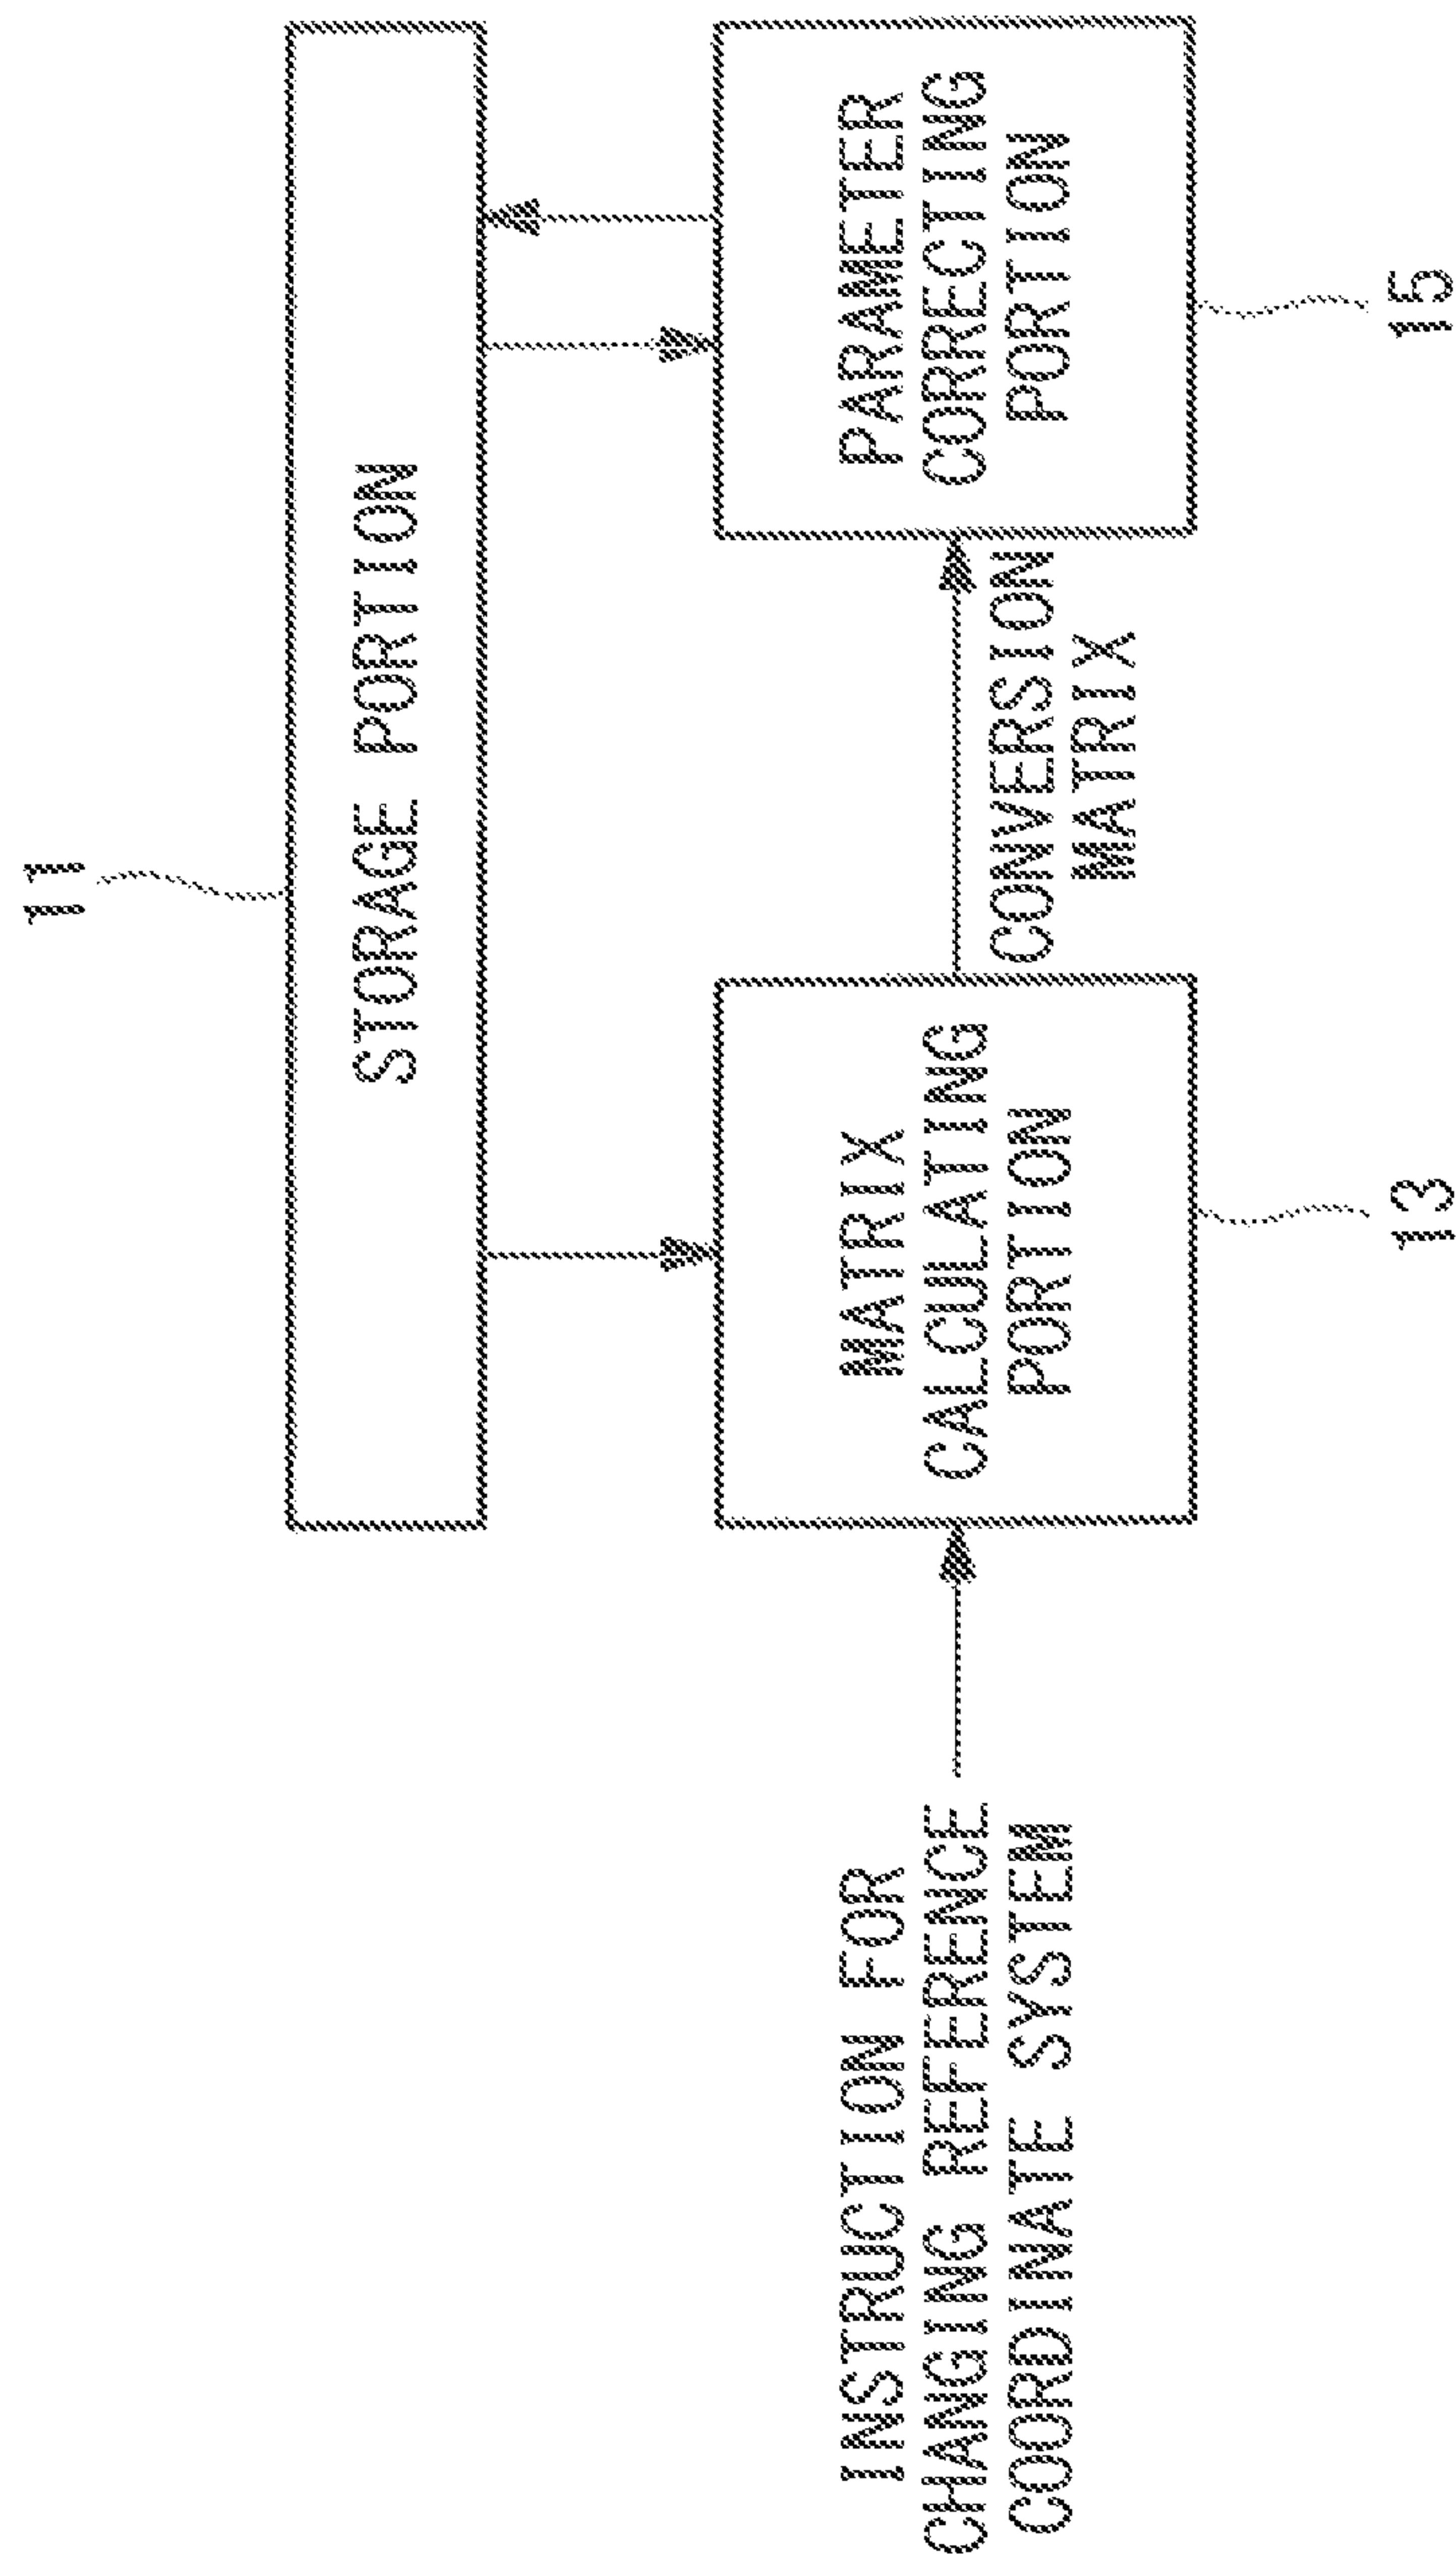 11
STORAGE PORTION
INSTRUCTION FOR
CHANGING REFERENCE
COORDINATE SYSTEM
MATRIX
CALCULATING
PORTION
CONVERSION
MATRIX
PARAMETER
CORRECTING
PORTION
13
15